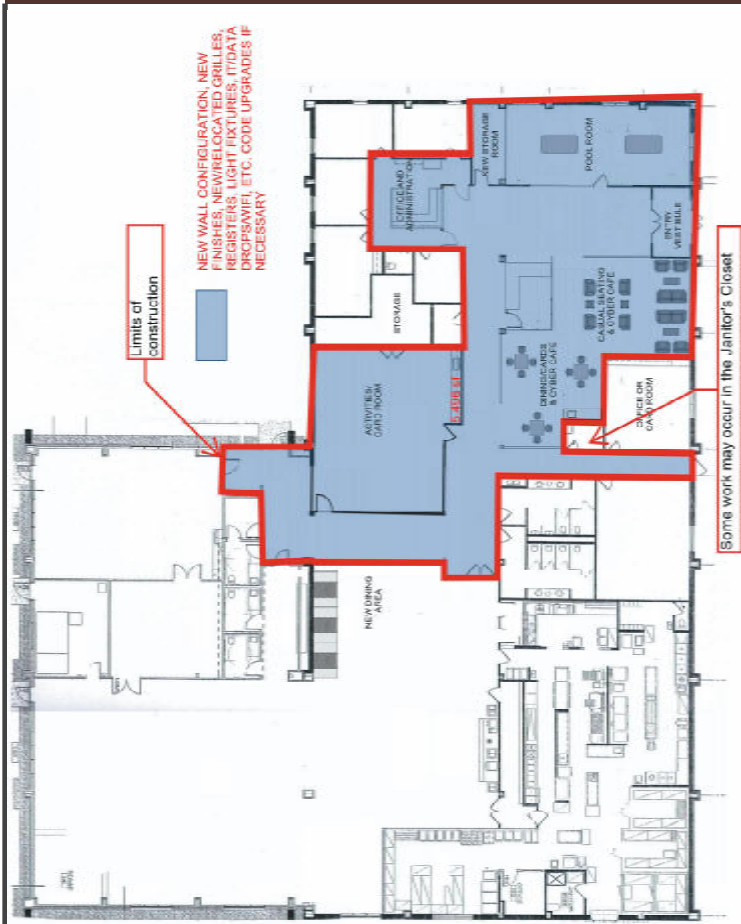 Limits of
construction
NEW WALL CONFIGURATION, NEW
FINISHES, NEW/RELOCATED GRILLES,
REGISTERS, LIGHT FIXTURES, IT/DATA
DROPS/WIFI, ETC. CODE UPGRADES IF
NECESSARY
OFFICE AND
ADMINISTRATION
NEW STORAGE
ROOM
POOL ROOM
STORAGE
ACTIVITIES/
CARD ROOM
5,496 sf
ENTRY
VESTIBULE
CASUAL SEATING
& CYBER CAFE
DINING/CARDS
& CYBER CAFE
OFFICE OR
CARD ROOM
NEW DINING
AREA
Some work may occur in the Janitor's Closet